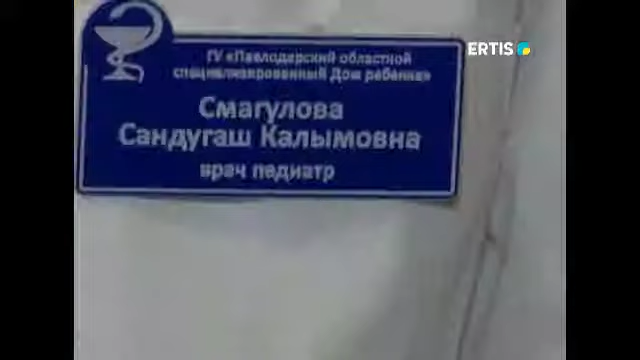 ERTIS
ГУ «Павлодарский областной
специализированный Дом ребенка»
Смагулова
Сандугаш Калымовна
врач педиатр